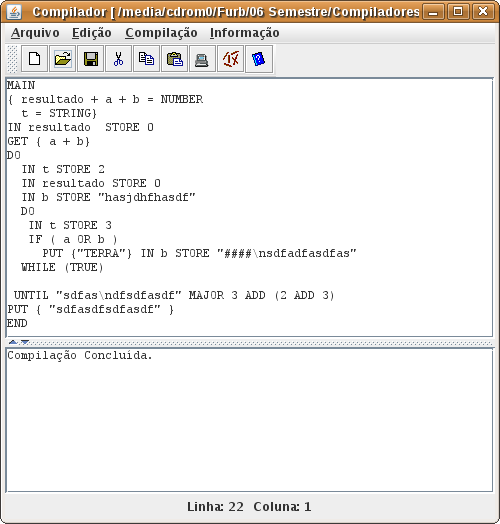 Compilador [ /media/cdrom0/Furb/06 Semestre/Compiladores
Arquivo Edição Compilação Informação
MAIN
{ resultado + a + b = NUMBER
  t = STRING}
IN resultado  STORE 0
GET { a + b}
DO
  IN t STORE 2
  IN resultado STORE 0
  IN b STORE "hasjdhfhasdf"
  DO
   IN t STORE 3
   IF ( a OR b )
     PUT {"TERRA"} IN b STORE "####\nsdfadfasdfas"
  WHILE (TRUE)
 UNTIL "sdfas\ndfsdfasdf" MAJOR 3 ADD (2 ADD 3)
PUT { "sdfasdfsdfasdf" }
END
Compilação Concluída.
Linha: 22  Coluna: 1